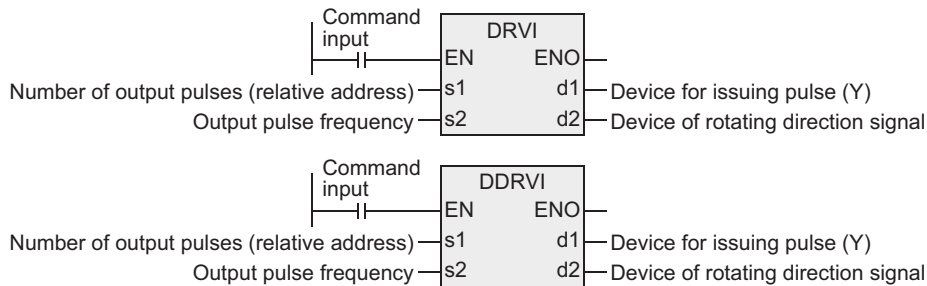 Command
input
DRVI
EN ENO
Number of output pulses (relative address) s1 d1 Device for issuing pulse (Y)
Output pulse frequency s2 d2 Device of rotating direction signal
Command
input
DDRVI
EN ENO
Number of output pulses (relative address) s1 d1 Device for issuing pulse (Y)
Output pulse frequency s2 d2 Device of rotating direction signal